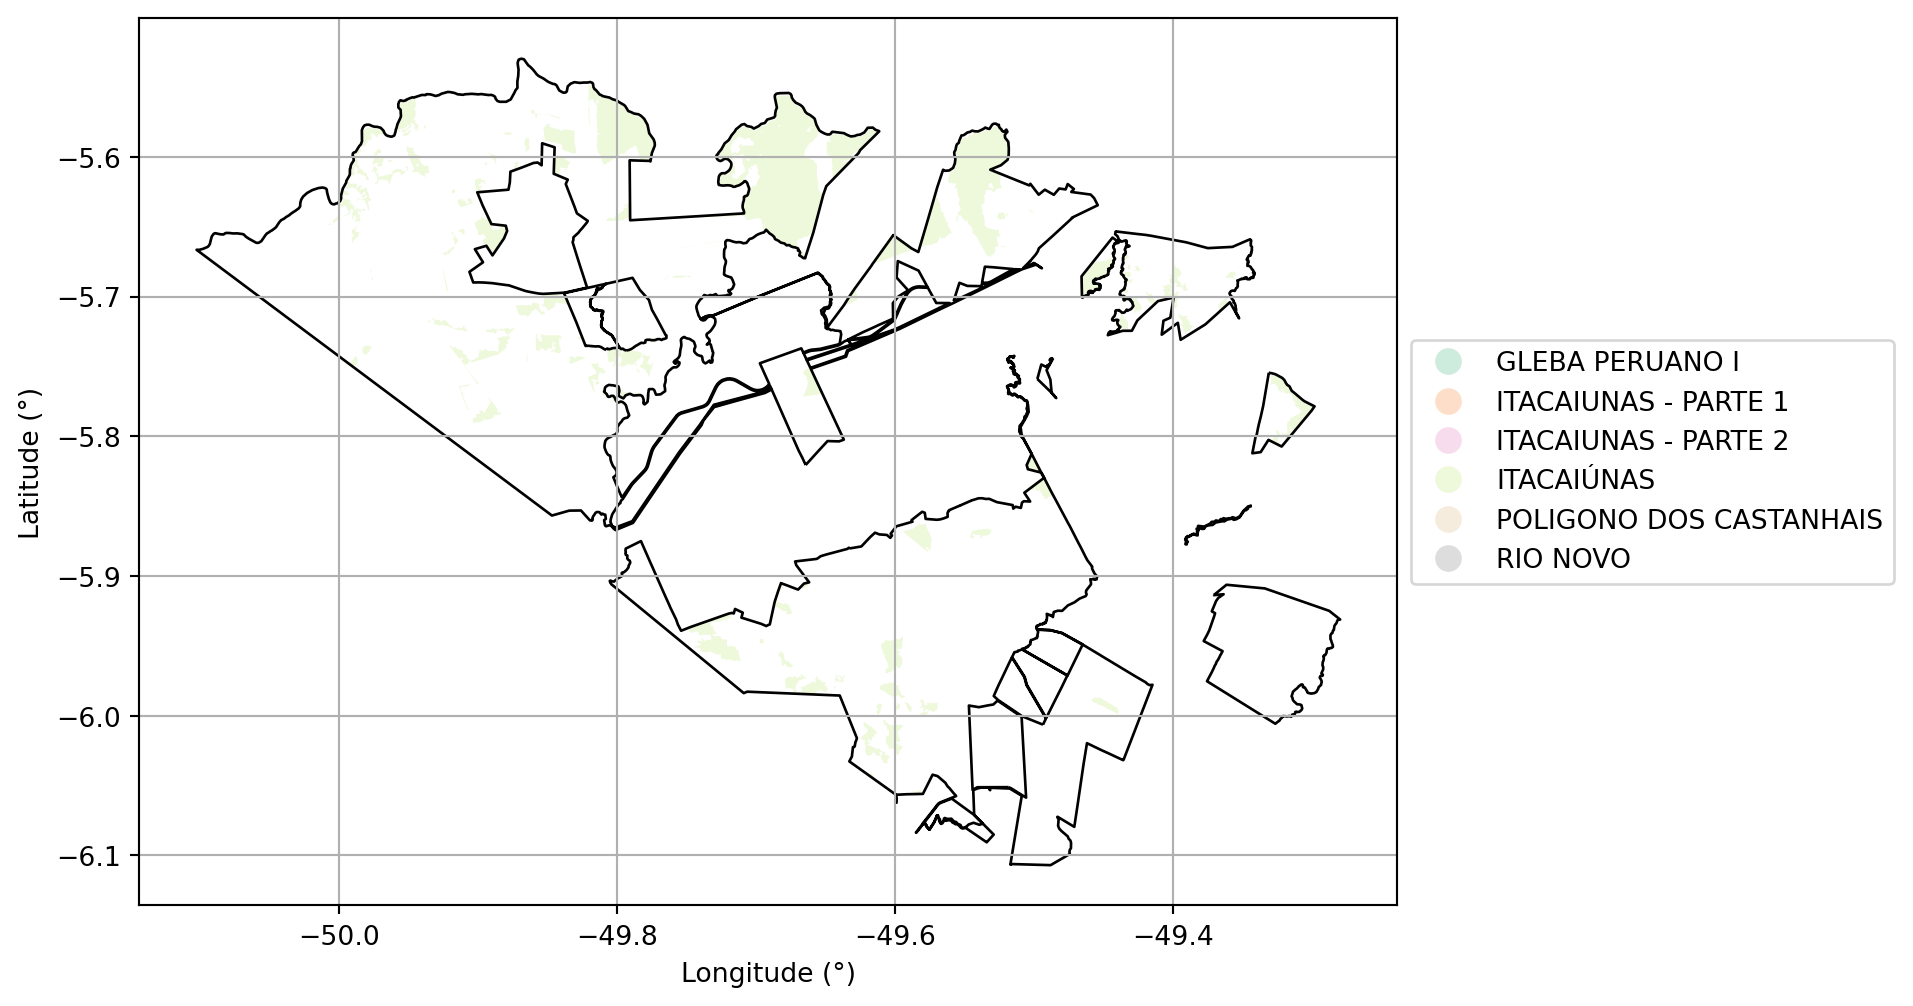 −5.6
−5.7
−5.8
−5.9
−6.0
−6.1
Latitude (°)
−50.0
−49.8
−49.6
−49.4
Longitude (°)
GLEBA PERUANO I
ITACAIUNAS - PARTE 1
ITACAIUNAS - PARTE 2
ITACAIÚNAS
POLIGONO DOS CASTANHAIS
RIO NOVO